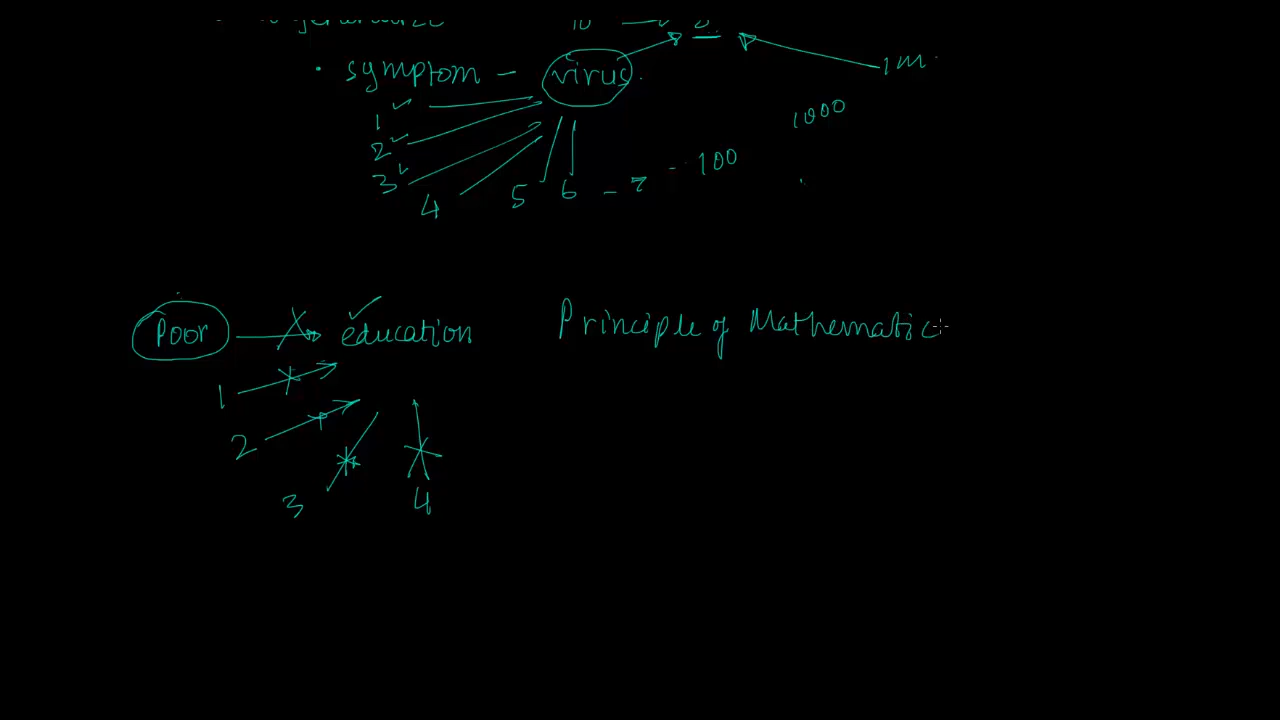 10
• symptom - virus.
1m.
1
1000
2
3
4 5 6 - 7 - 100
Poor education Principle of Mathematic
1
2
3 4